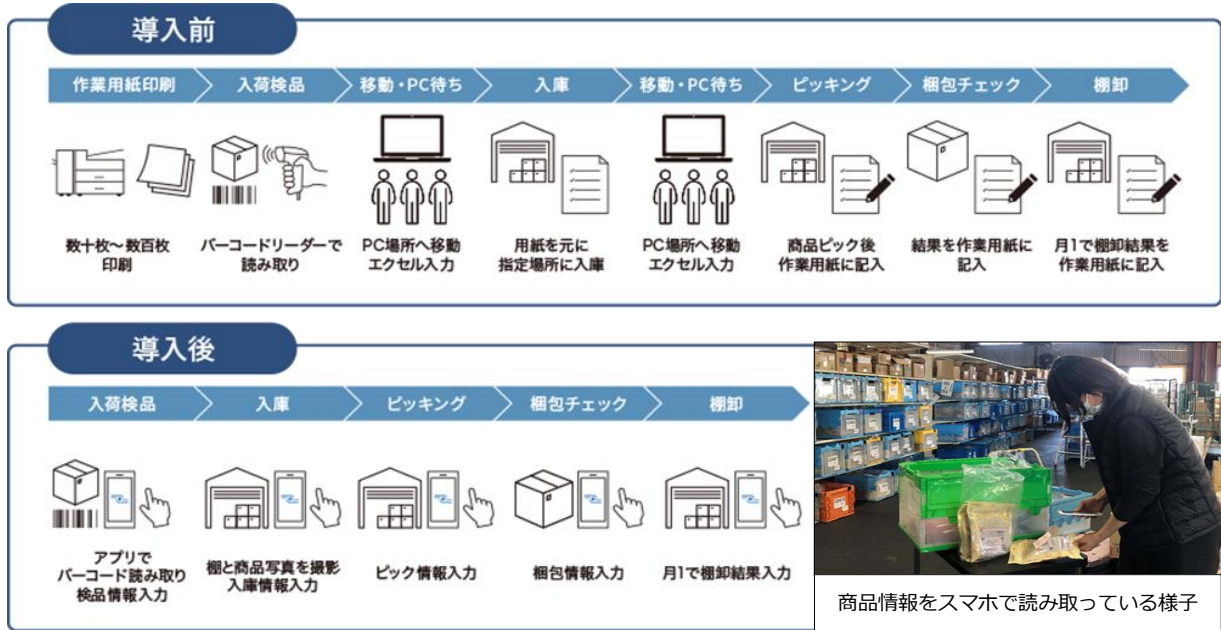 導入前
作業用紙印刷
入荷検品
移動・PC待ち
入庫
移動・PC待ち
ピッキング
梱包チェック
棚卸
数十枚～数百枚
印刷
バーコードリーダーで
読み取り
PC場所へ移動
エクセル入力
用紙を元に
指定場所に入庫
PC場所へ移動
エクセル入力
商品ピック後
作業用紙に記入
結果を作業用紙に
記入
月1で棚卸結果を
作業用紙に記入
導入後
入荷検品
入庫
ピッキング
梱包チェック
棚卸
アプリで
バーコード読み取り
検品情報入力
棚と商品写真を撮影
入庫情報入力
ピック情報入力
梱包情報入力
月1で棚卸結果入力
商品情報をスマホで読み取っている様子